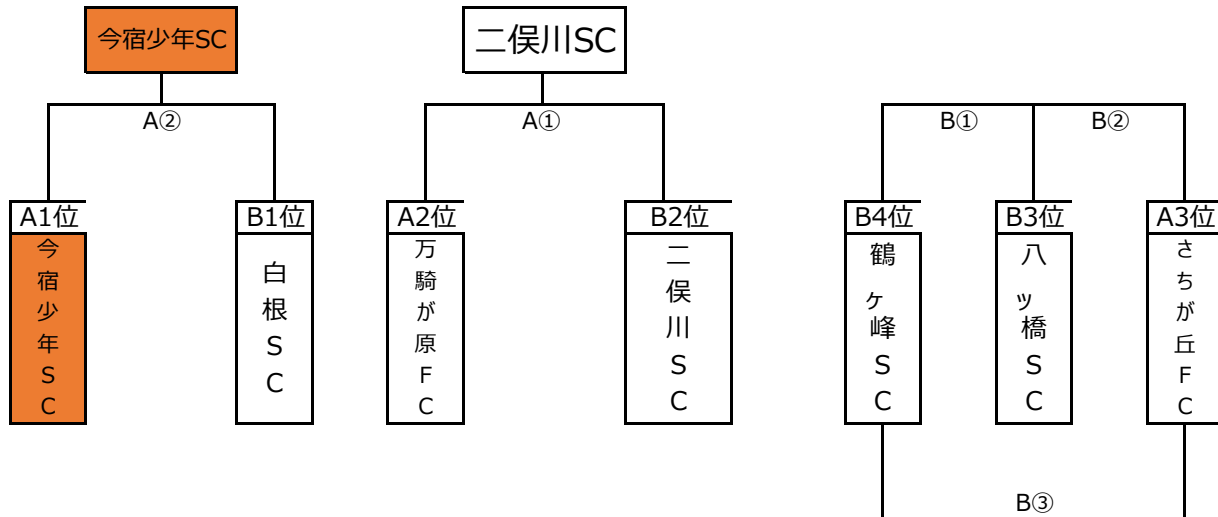 今宿少年SC
二俣川SC
A②
A①
B①
B②
A1位
B1位
A2位
B2位
B4位
B3位
A3位
今宿少年SC
白根SC
万騎が原FC
二俣川SC
鶴ヶ峰SC
八ッ橋SC
さちが丘FC
B③